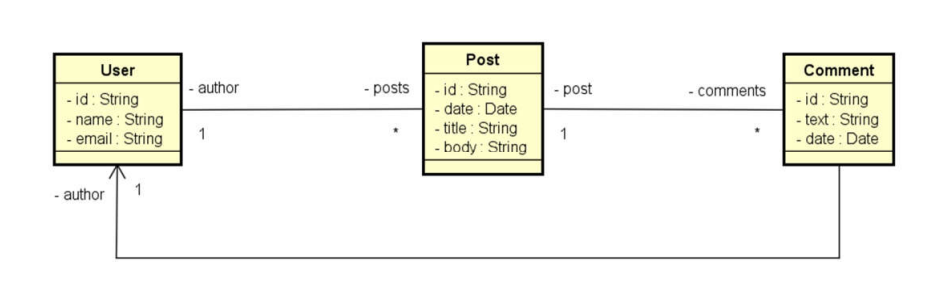 User
- id : String
- name : String
- email : String
- author
1
- posts
*
Post
- id : String
- date : Date
- title : String
- body : String
- post
1
- comments
*
Comment
- id : String
- text : String
- date : Date
- author
1